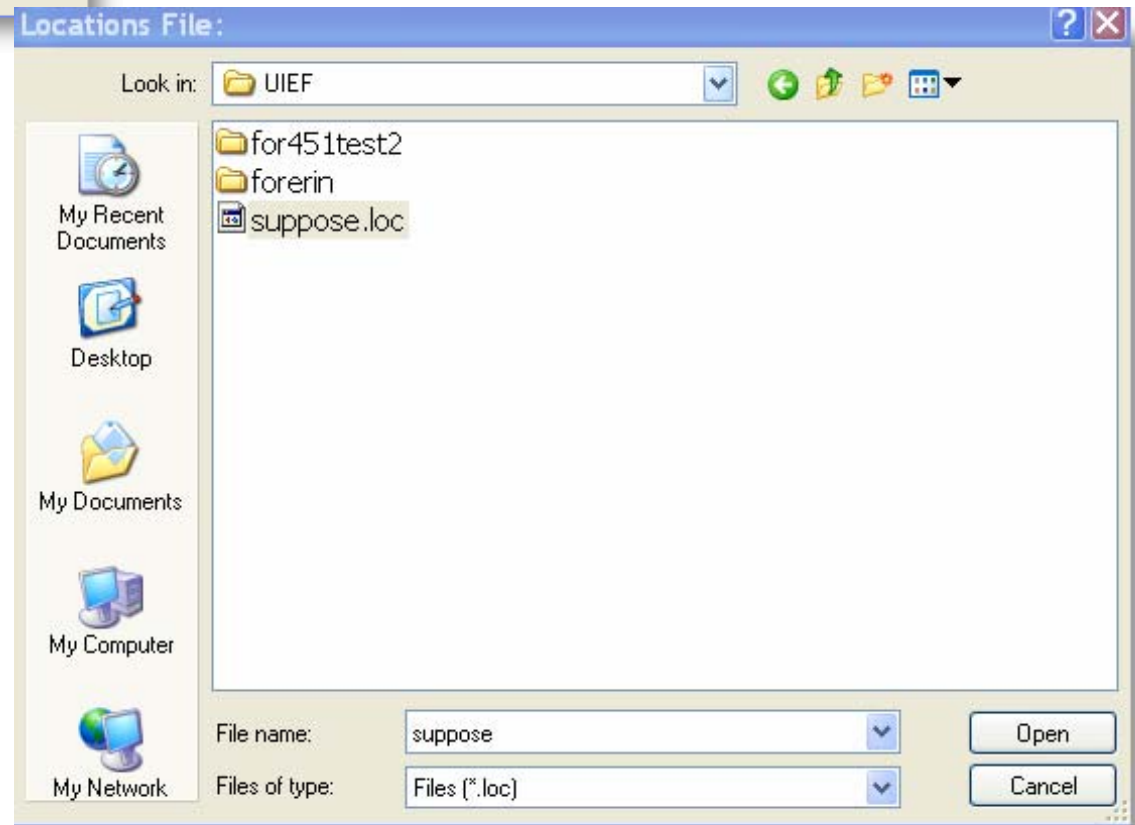 Locations File:
Look in: UIEF
for451test2
forerin
suppose.loc
My Recent
Documents
Desktop
My Documents
My Computer
My Network
File name: suppose Open
Files of type: Files (*.loc) Cancel